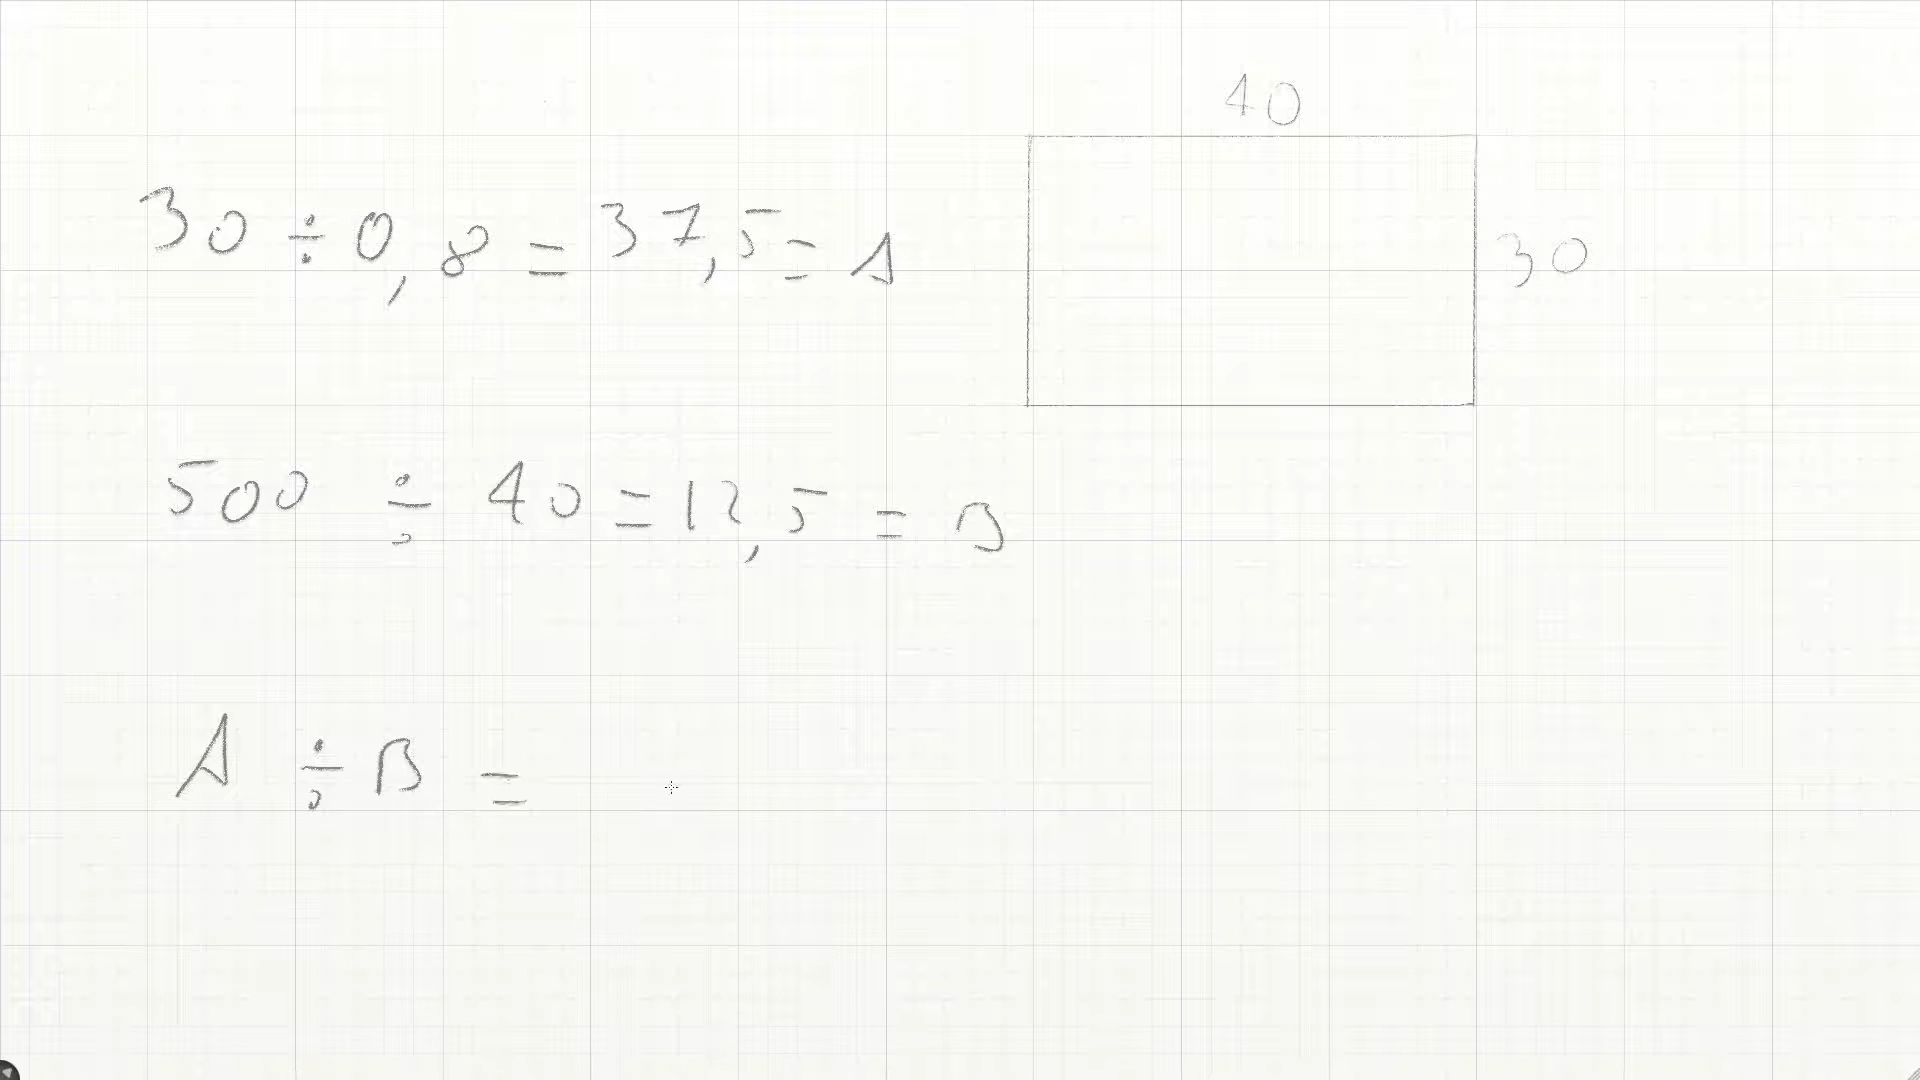 40
30 ÷ 0,8 = 37,5 = A
30
500 ÷ 40 = 12,5 = B
A ÷ B =